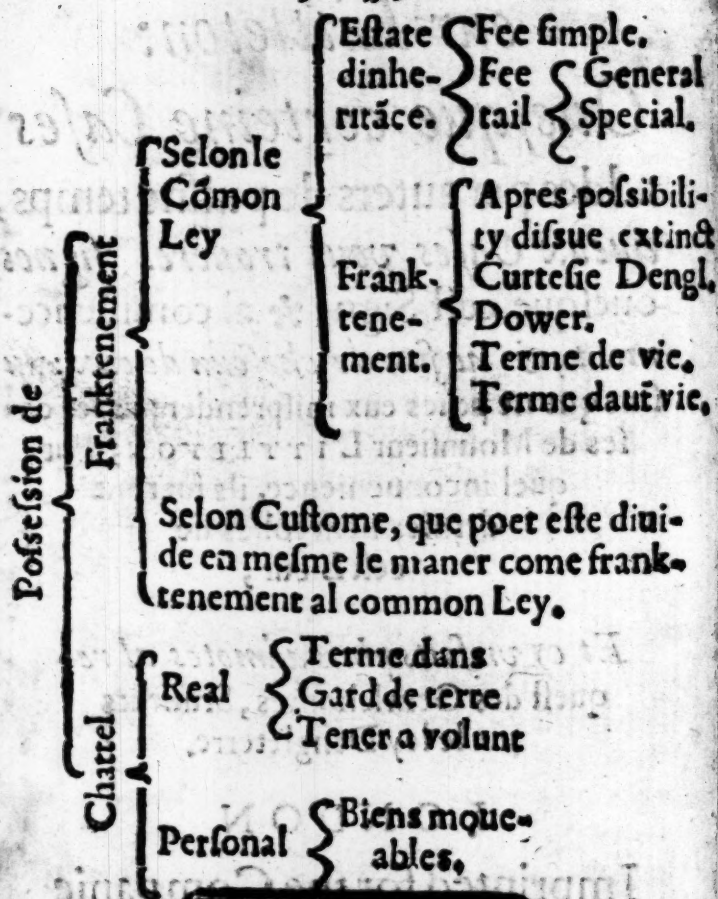 Poſseſsion de
Franktenement
Selon le
Cõmon
Ley
Eſtate
dinhe-
ritāce.
Fee ſimple.
Fee
tail
General
Special.
Frank-
tene-
ment.
Apres poſsibili-
ty diſsue extinct
Curteſie Dengl.
Dower.
Terme de vie.
Terme daut̄ vie.
Selon Cuſtome, que poet eſte diui-
de en meſme le maner come frank-
tenement al common Ley.
Chattel
Real
Terme dans
Gard de terre
Tener a volunt
Perſonal
Biens moue-
ables.